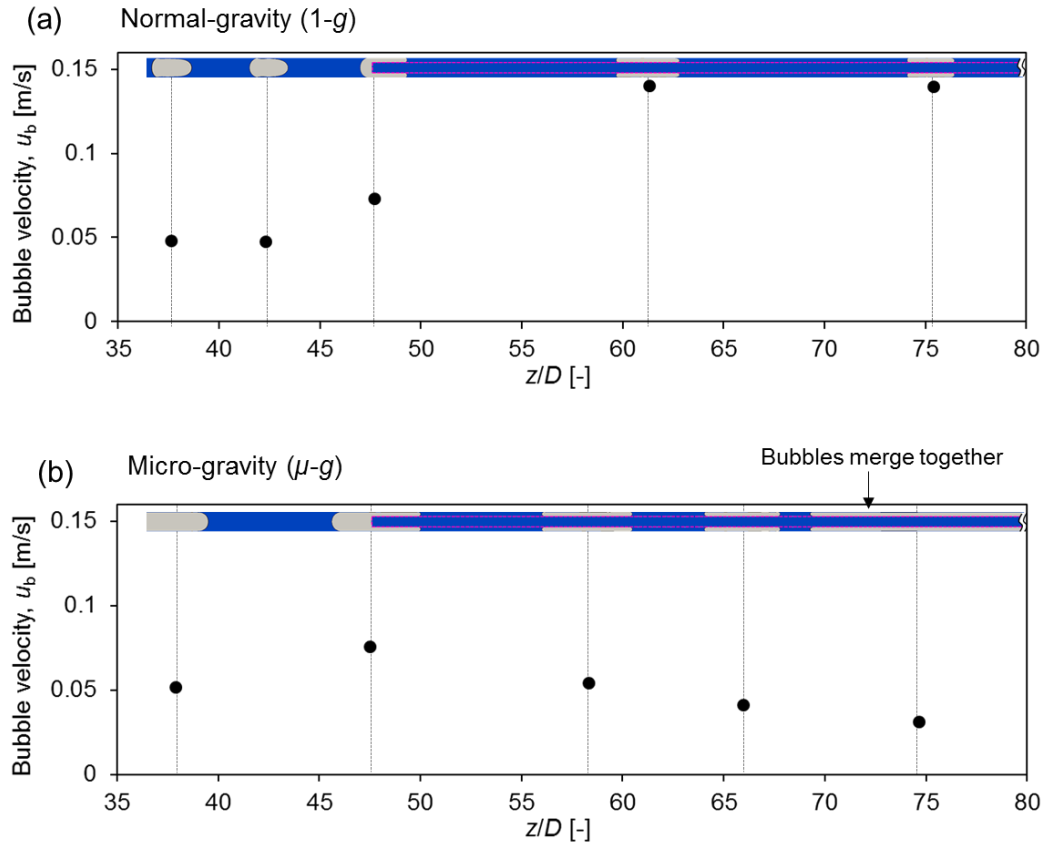 (a) Normal-gravity (1-g)
Bubble velocity, ub [m/s]
0.15
0.1
0.05
0
35 40 45 50 55 60 65 70 75 80
z/D [-]
(b) Micro-gravity (μ-g)
Bubbles merge together
Bubble velocity, ub [m/s]
0.15
0.1
0.05
0
35 40 45 50 55 60 65 70 75 80
z/D [-]